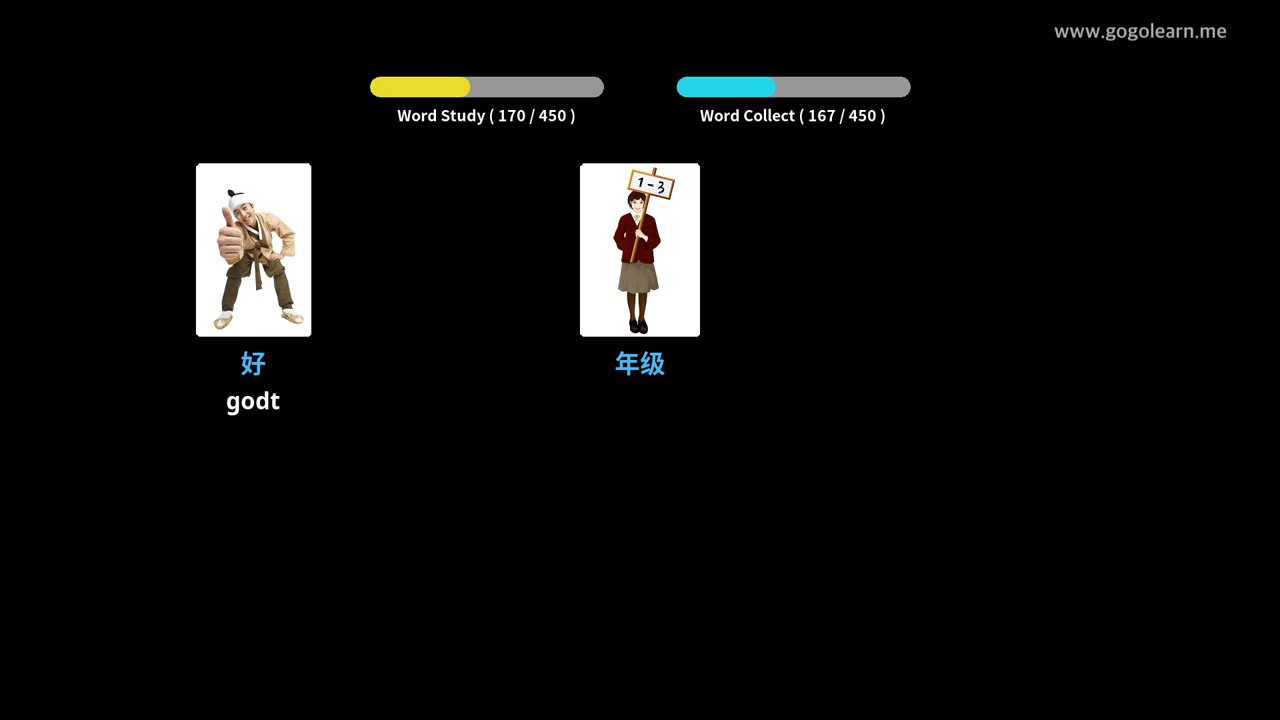 www.gogolearn.me
Word Study ( 170 / 450 )
Word Collect ( 167 / 450 )
1 - 3
好
年级
godt